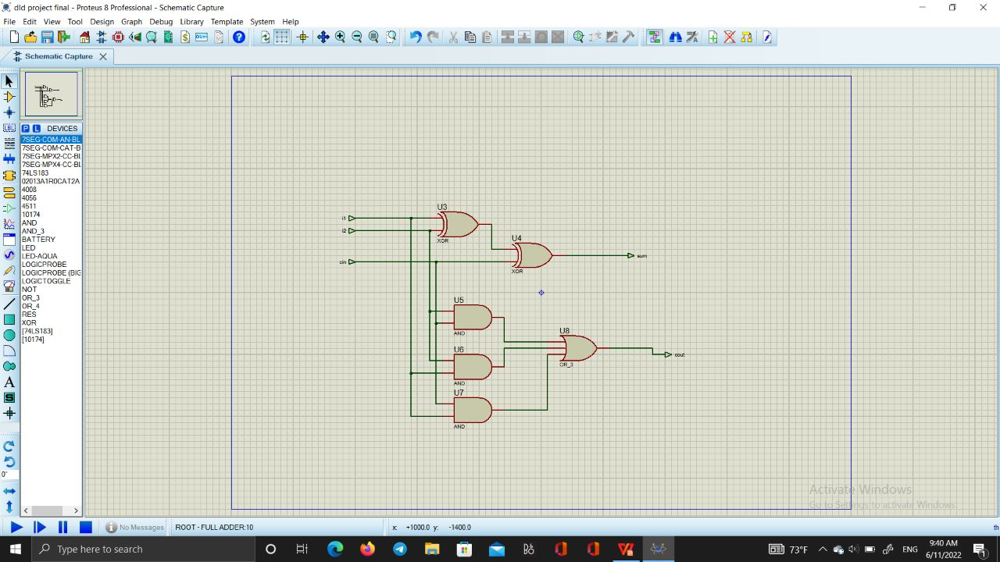 dld project final - Proteus 8 Professional - Schematic Capture
File Edit View Tool Design Graph Debug Library Template System Help
Schematic Capture
LBL
P L DEVICES
7SEG-COM-AN-BL
7SEG-COM-CAT-B
7SEG-MPX2-CC-BL
7SEG-MPX4-CC-BL
74LS183
02013A1R0CAT2A
4008
4056
4511
10174
AND
AND_3
BATTERY
LED
LED-AQUA
LOGICPROBE
LOGICPROBE (BIG
LOGICTOGGLE
NOT
OR_3
OR_4
RES
XOR
[74LS183]
[10174]
A
S
0°
U3
i1
i2
XOR
U4
cin
sum
XOR
U5
AND
U8
U6
cout
OR_3
AND
U7
AND
Activate Windows
Go to Settings to activate Windows.
No Messages
ROOT - FULL ADDER:10
x: +1000.0 y: -1400.0
th
Type here to search
73°F
ENG
9:40 AM
6/11/2022
1